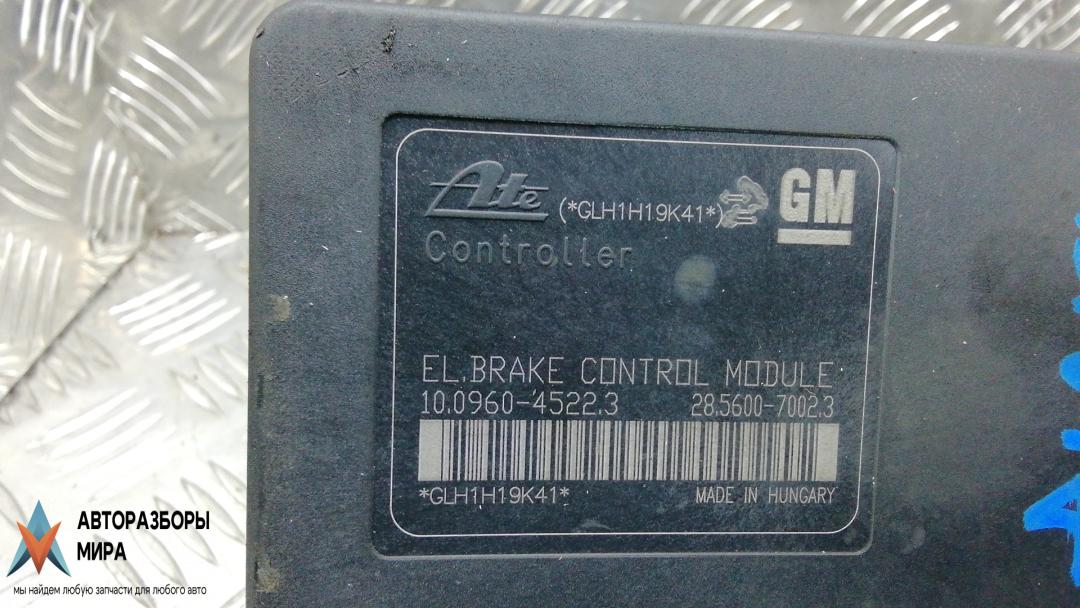 Ate (*GLH1H19K41*) GM
Controller
EL.BRAKE CONTROL MODULE
10.0960-4522.3 28.5600-7002.3
*GLH1H19K41* MADE IN HUNGARY
АВТОРАЗБОРЫ
МИРА
мы найдем любую запчасти для любого авто